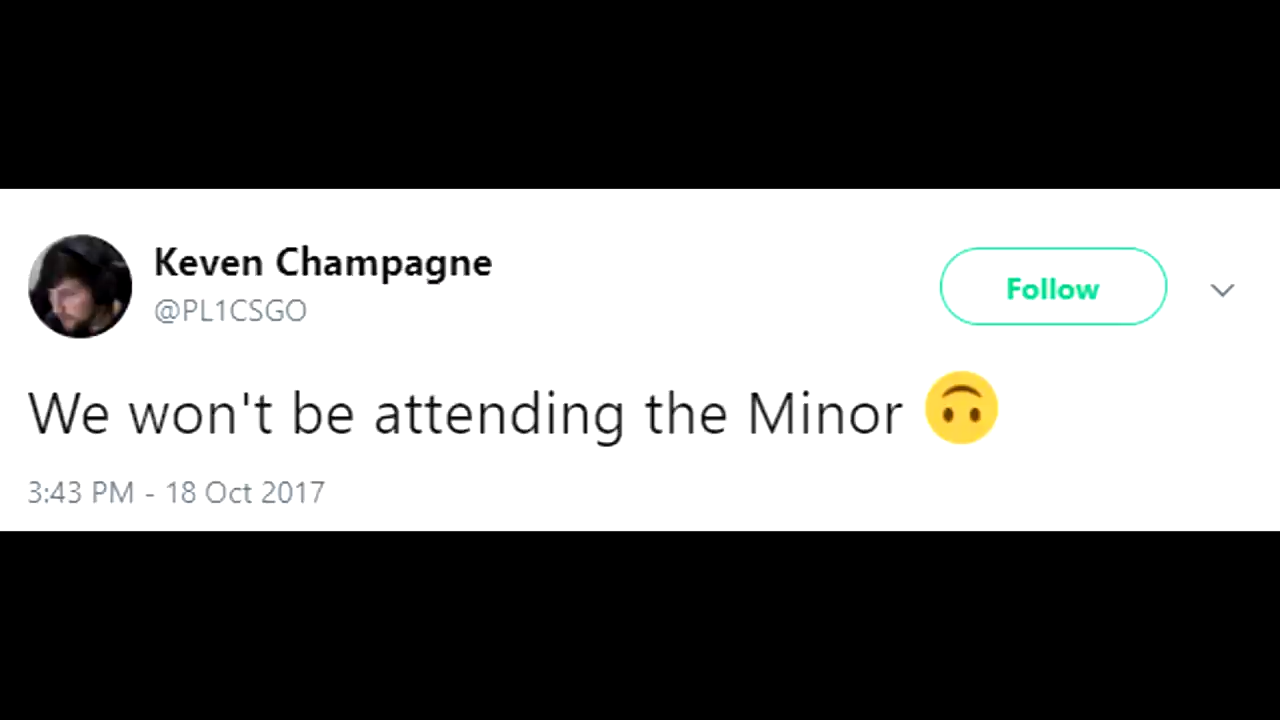 Keven Champagne
@PL1CSGO
Follow
We won't be attending the Minor 🙃
3:43 PM - 18 Oct 2017